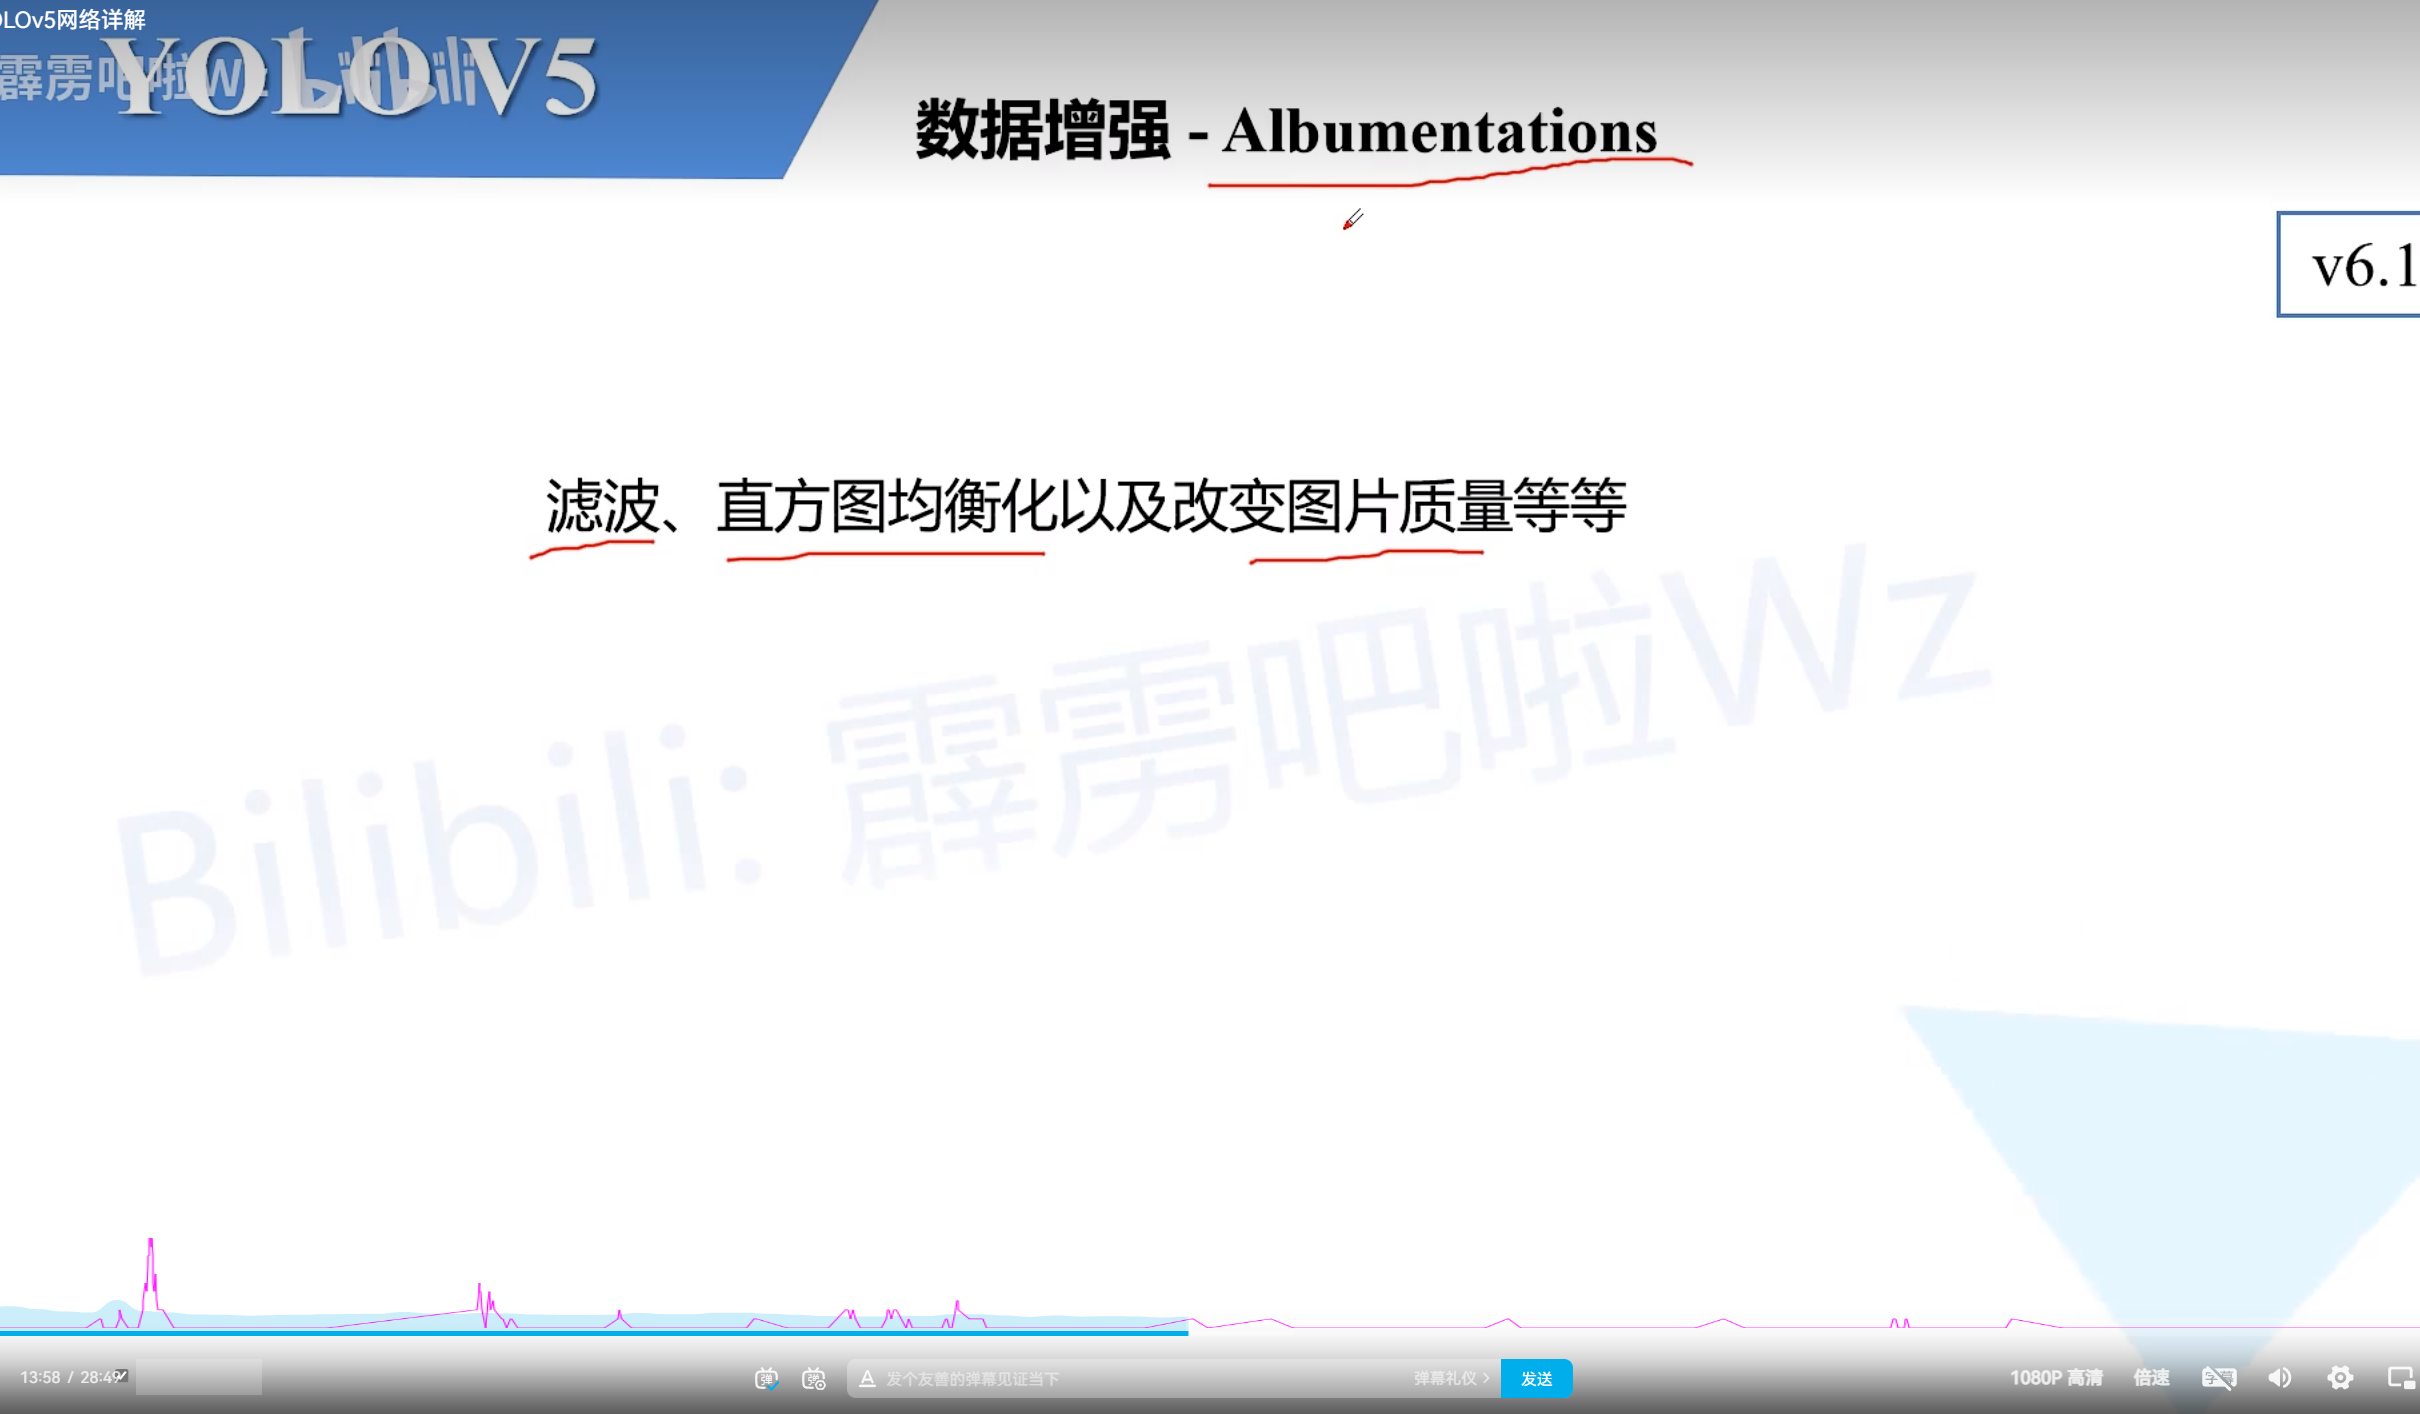 OLOv5网络详解
YOLO V5
霹雳吧啦Wz bilibili
数据增强 - Albumentations
v6.1
滤波、直方图均衡化以及改变图片质量等等
Bilibili: 霹雳吧啦Wz
13:58 / 28:49
发个友善的弹幕见证当下
弹幕礼仪 >
发送
1080P 高清
倍速